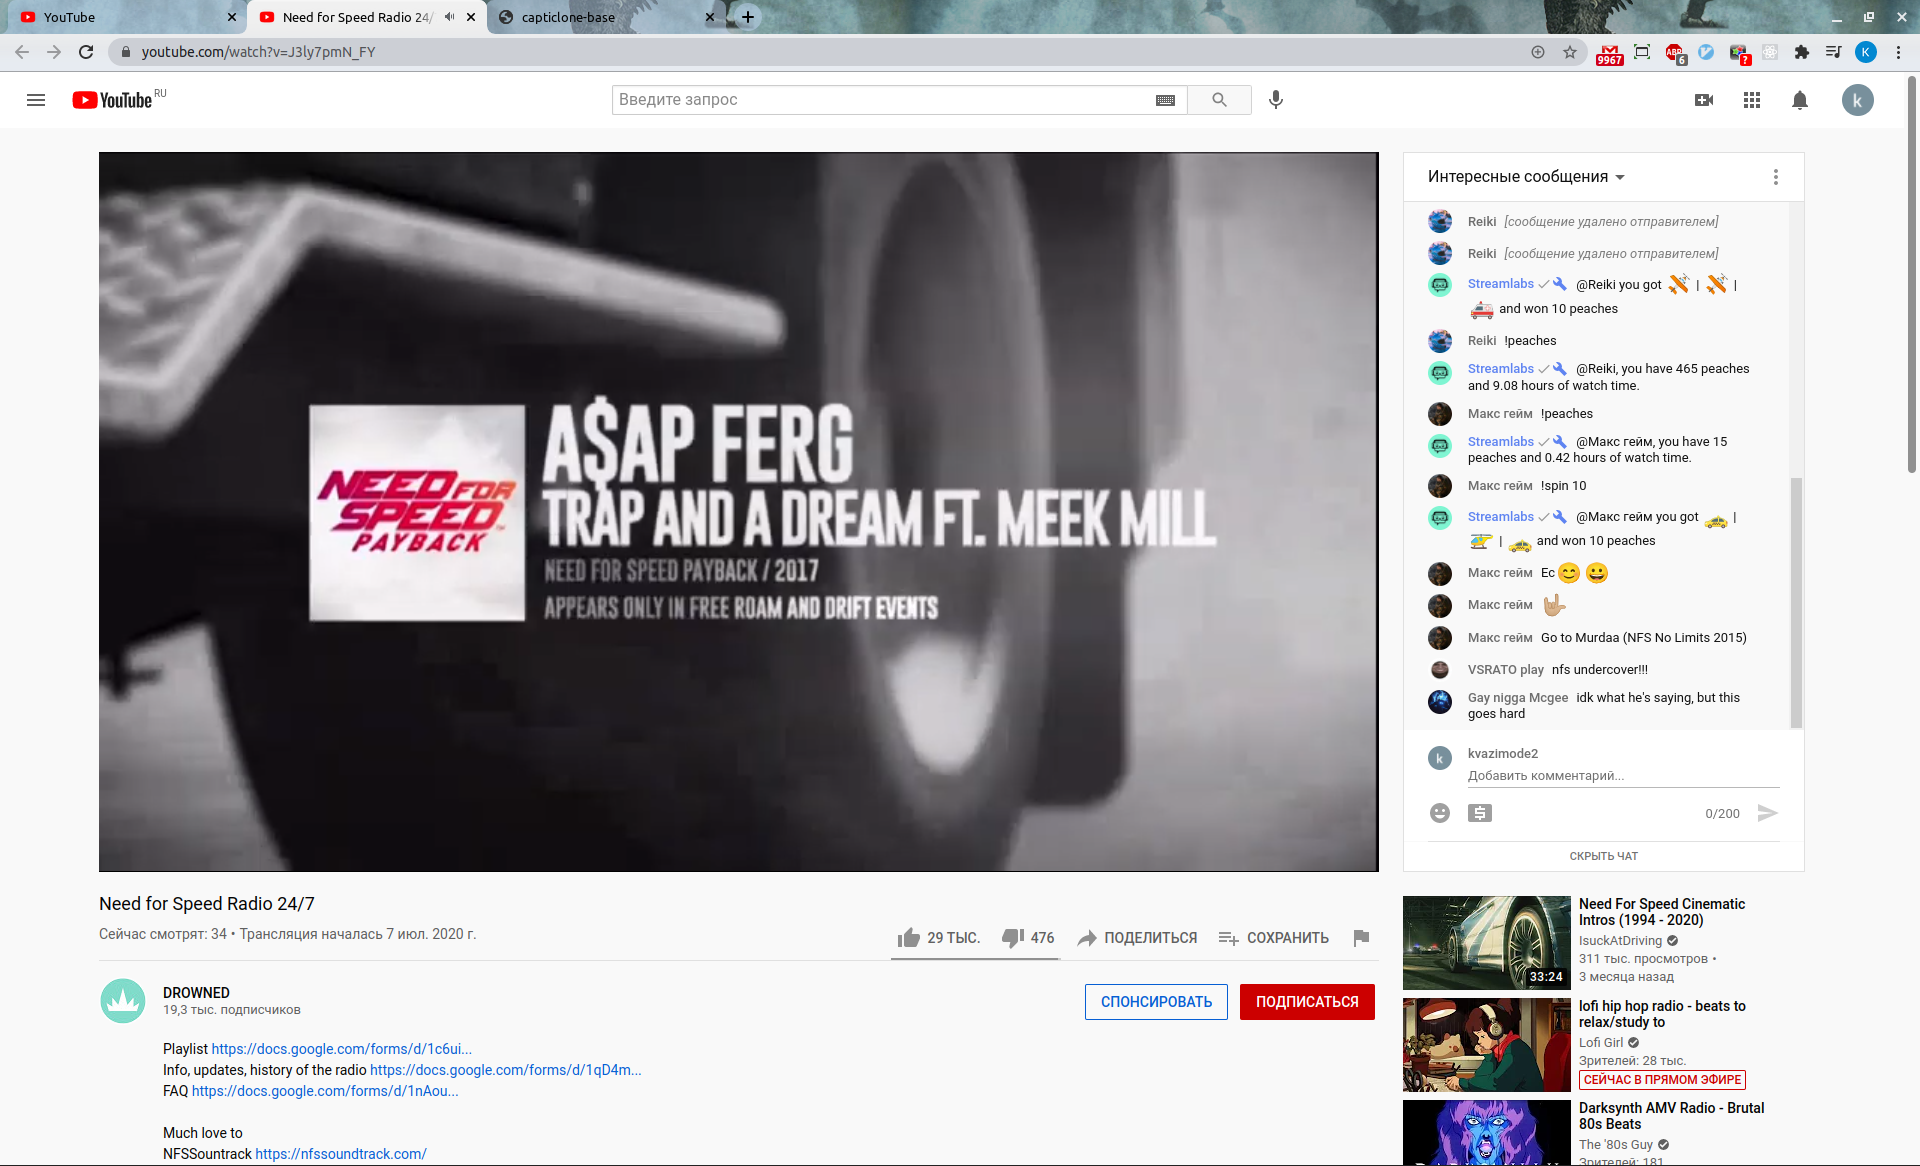 YouTube
Need for Speed Radio 24/
capticlone-base
youtube.com/watch?v=J3ly7pmN_FY
9967
ABP
6
?
K
YouTube RU
Введите запрос
k
A$AP FERG
TRAP AND A DREAM FT. MEEK MILL
NEED FOR SPEED PAYBACK / 2017
APPEARS ONLY IN FREE ROAM AND DRIFT EVENTS
NEED FOR
SPEED
PAYBACK
Интересные сообщения
Reiki [сообщение удалено отправителем]
Reiki [сообщение удалено отправителем]
Streamlabs @Reiki you got | |
and won 10 peaches
Reiki !peaches
Streamlabs @Reiki, you have 465 peaches
and 9.08 hours of watch time.
Макс гейм !peaches
Streamlabs @Макс гейм, you have 15
peaches and 0.42 hours of watch time.
Макс гейм !spin 10
Streamlabs @Макс гейм you got |
| and won 10 peaches
Макс гейм Ес😊😀
Макс гейм 🤟
Макс гейм Go to Murdaa (NFS No Limits 2015)
VSRATO play nfs undercover!!!
Gay nigga Mcgee idk what he's saying, but this
goes hard
k
kvazimode2
Добавить комментарий...
0/200
СКРЫТЬ ЧАТ
Need for Speed Radio 24/7
Сейчас смотрят: 34 • Трансляция началась 7 июл. 2020 г.
29 ТЫС. 476 ПОДЕЛИТЬСЯ СОХРАНИТЬ
DROWNED
19,3 тыс. подписчиков
СПОНСИРОВАТЬ
ПОДПИСАТЬСЯ
Playlist https://docs.google.com/forms/d/1c6ui...
Info, updates, history of the radio https://docs.google.com/forms/d/1qD4m...
FAQ https://docs.google.com/forms/d/1nAou...
Much love to
NFSSountrack https://nfssoundtrack.com/
33:24
Need For Speed Cinematic
Intros (1994 - 2020)
IsuckAtDriving
311 тыс. просмотров •
3 месяца назад
lofi hip hop radio - beats to
relax/study to
Lofi Girl
Зрителей: 28 тыс.
СЕЙЧАС В ПРЯМОМ ЭФИРЕ
Darksynth AMV Radio - Brutal
80s Beats
The '80s Guy
Зрителей: 181